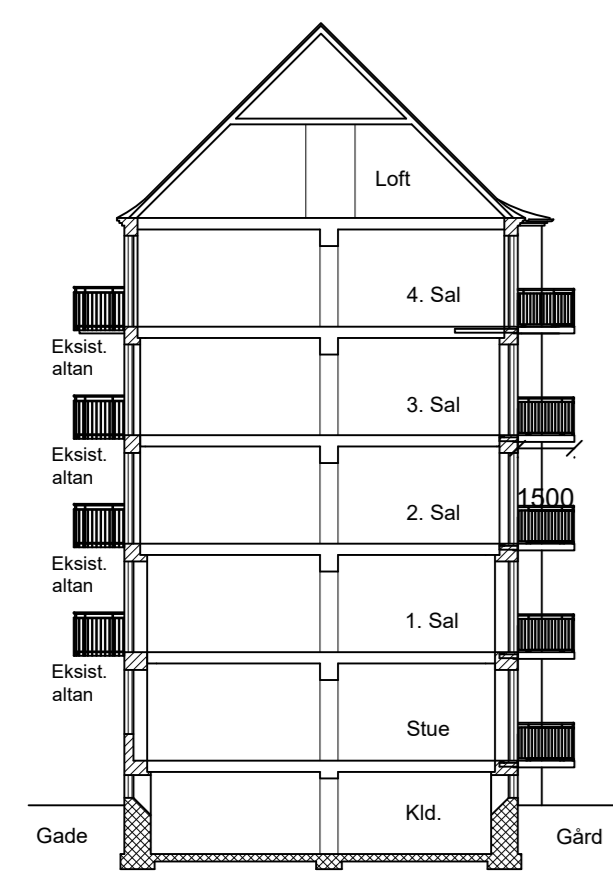 Loft
4. Sal
Eksist.
altan
3. Sal
Eksist.
altan
1500
2. Sal
Eksist.
altan
1. Sal
Eksist.
altan
Stue
Kld.
Gade
Gård